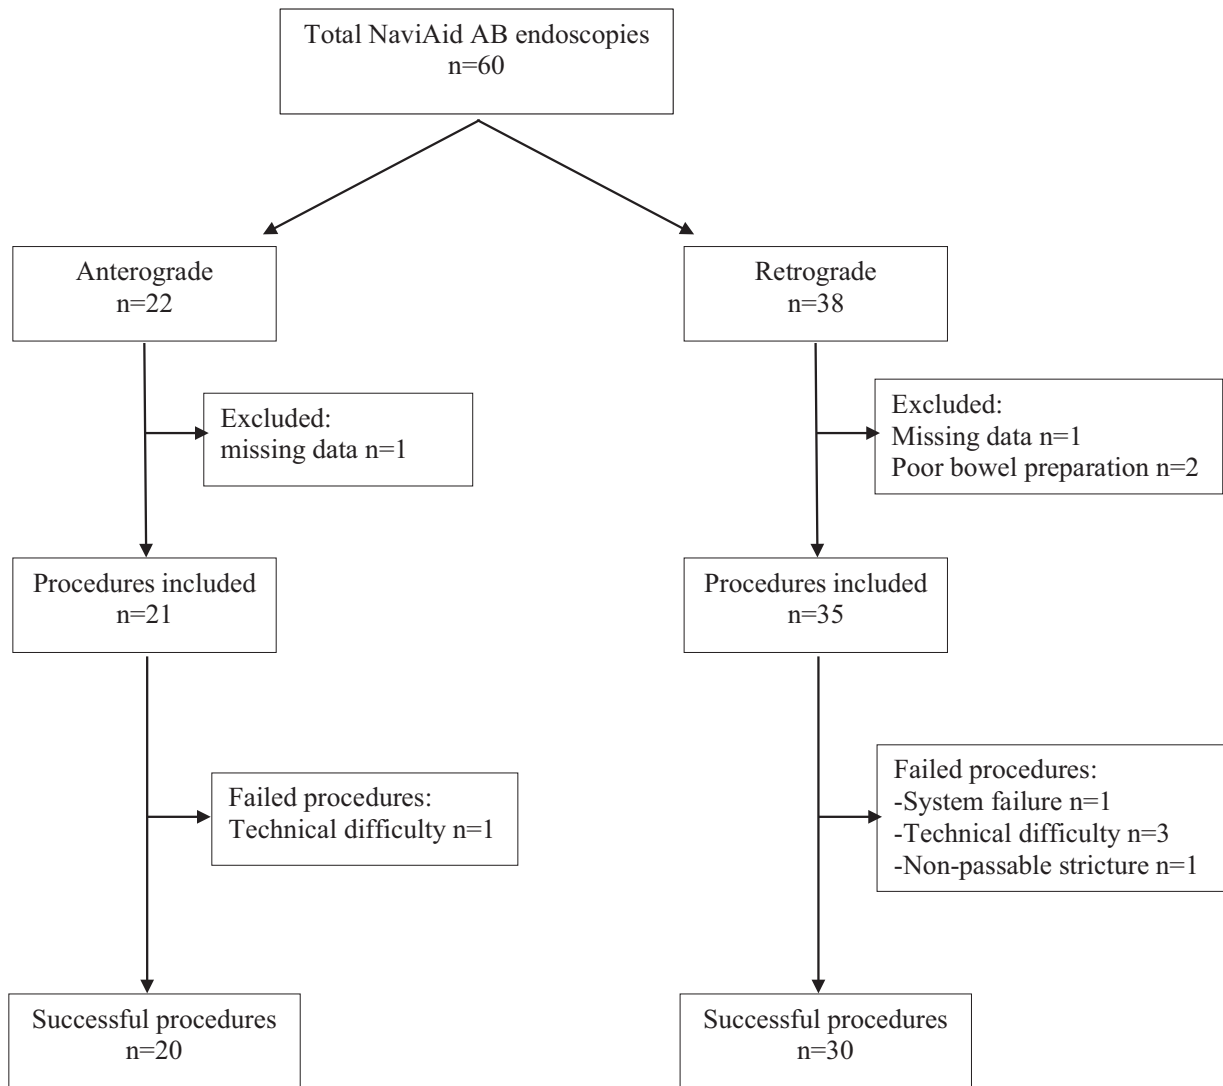 Total NaviAid AB endoscopies
n=60
Anterograde
n=22
Retrograde
n=38
Excluded:
missing data n=1
Excluded:
Missing data n=1
Poor bowel preparation n=2
Procedures included
n=21
Procedures included
n=35
Failed procedures:
Technical difficulty n=1
Failed procedures:
-System failure n=1
-Technical difficulty n=3
-Non-passable stricture n=1
Successful procedures
n=20
Successful procedures
n=30